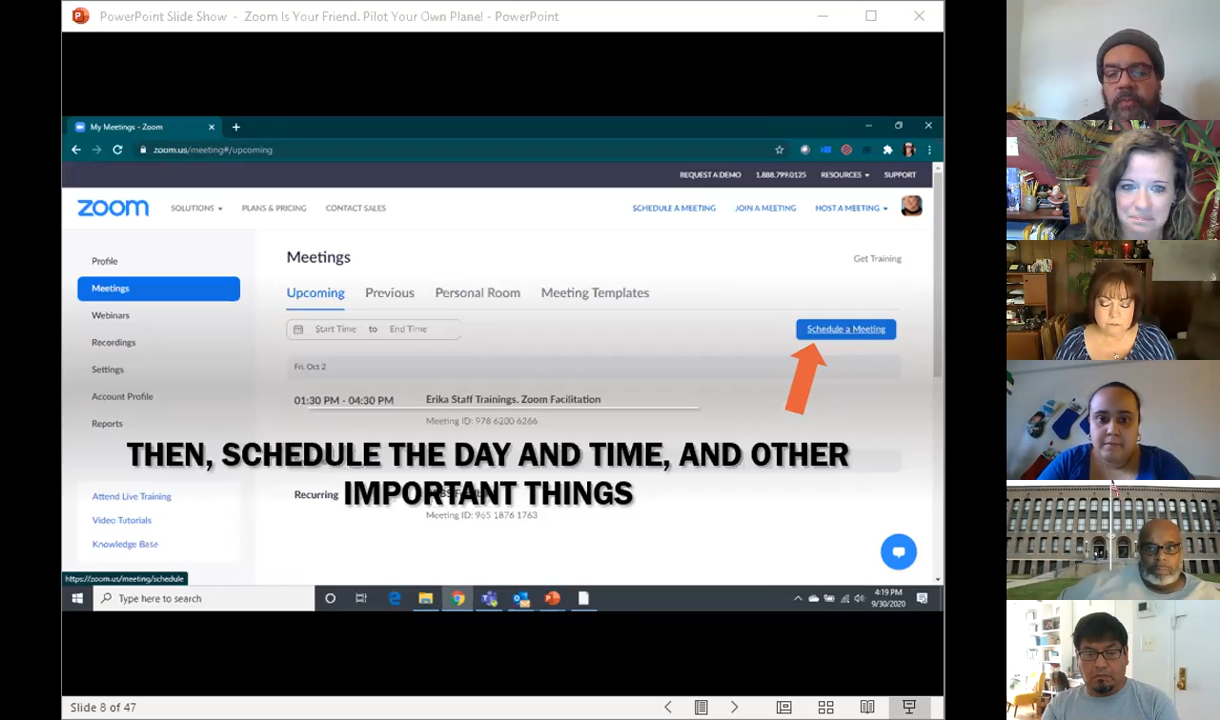 PowerPoint Slide Show - Zoom Is Your Friend. Pilot Your Own Plane! - PowerPoint
My Meetings - Zoom
zoom.us/meeting#/upcoming
REQUEST A DEMO 1.888.799.0125 RESOURCES SUPPORT
zoom SOLUTIONS PLANS & PRICING CONTACT SALES SCHEDULE A MEETING JOIN A MEETING HOST A MEETING
Profile
Meetings
Webinars
Recordings
Settings
Account Profile
Reports
Attend Live Training
Video Tutorials
Knowledge Base
Meetings
Get Training
Upcoming Previous Personal Room Meeting Templates
Start Time to End Time
Schedule a Meeting
Fri, Oct 2
01:30 PM - 04:30 PM Erika Staff Trainings. Zoom Facilitation
Meeting ID: 978 6200 6266
THEN, SCHEDULE THE DAY AND TIME, AND OTHER
IMPORTANT THINGS
Recurring
Meeting ID: 965 1876 1763
https://zoom.us/meeting/schedule
Type here to search
4:19 PM
9/30/2020
Slide 8 of 47